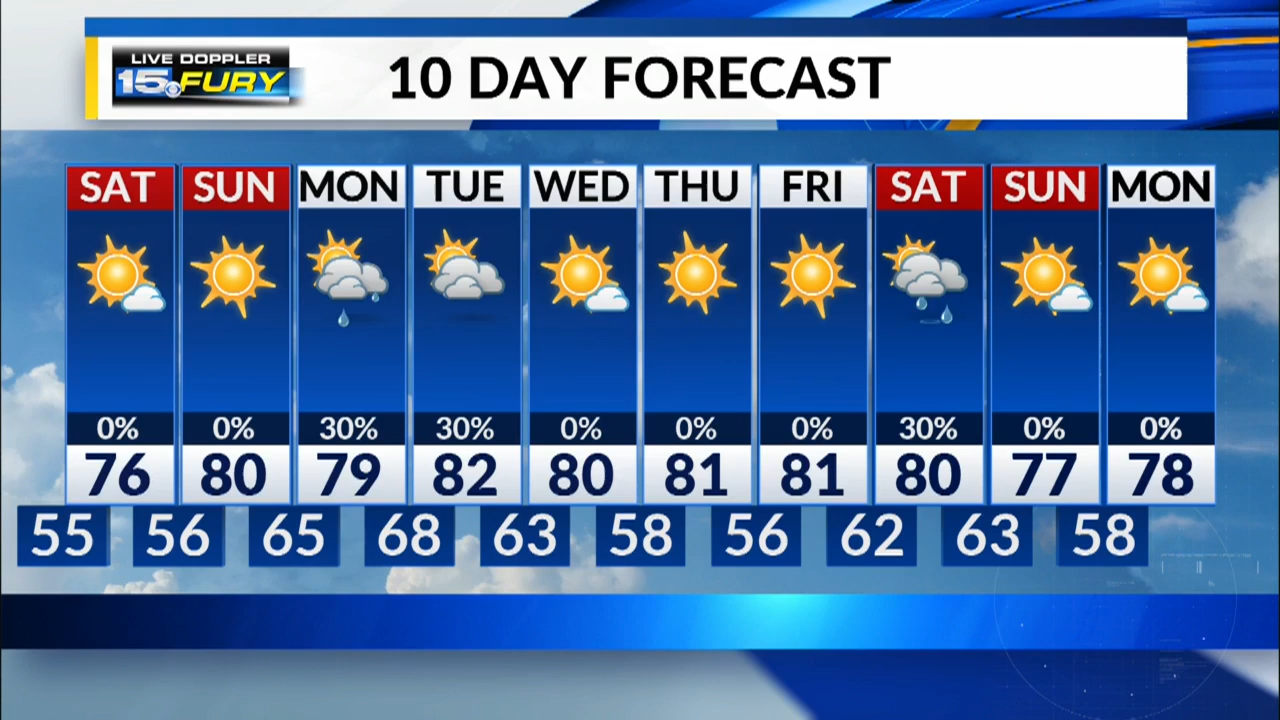 LIVE DOPPLER
15 FURY
10 DAY FORECAST
SAT SUN MON TUE WED THU FRI SAT SUN MON
0% 0% 30% 30% 0% 0% 0% 30% 0% 0%
76 80 79 82 80 81 81 80 77 78
55 56 65 68 63 58 56 62 63 58